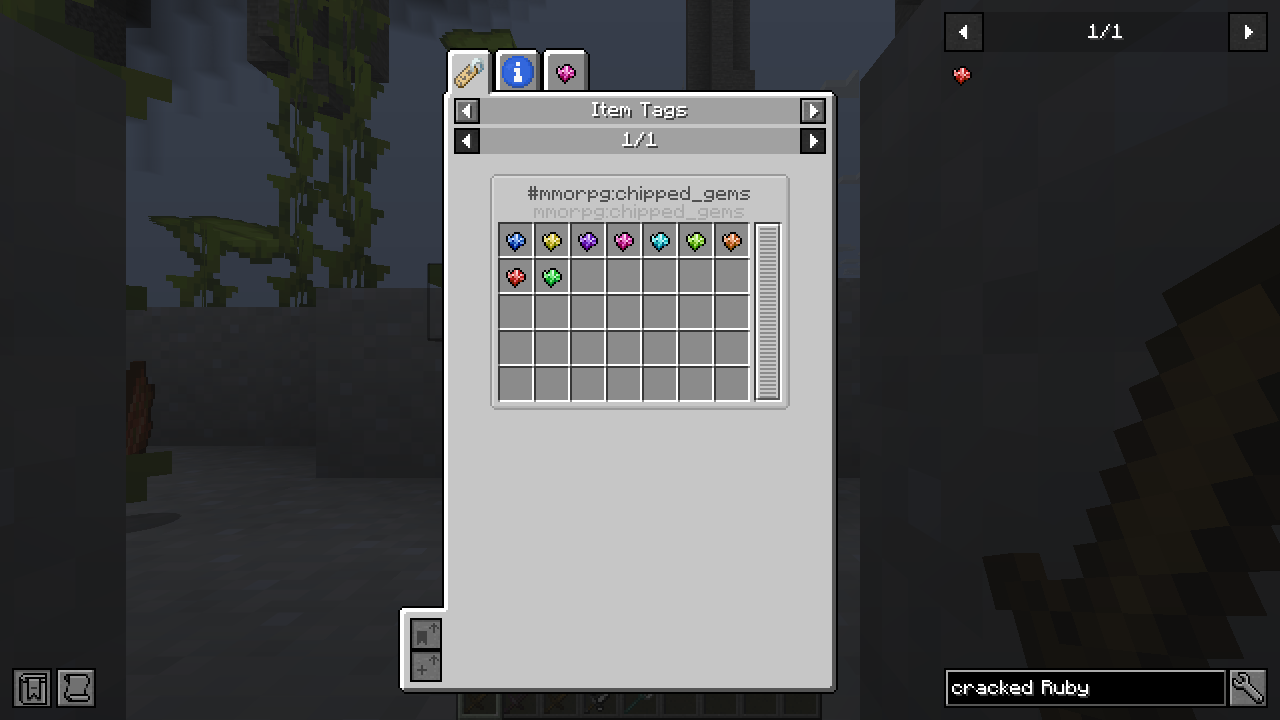 1/1
Item Tags
1/1
#mmorpg:chipped_gems
mmorpg:chipped_gems
cracked Ruby